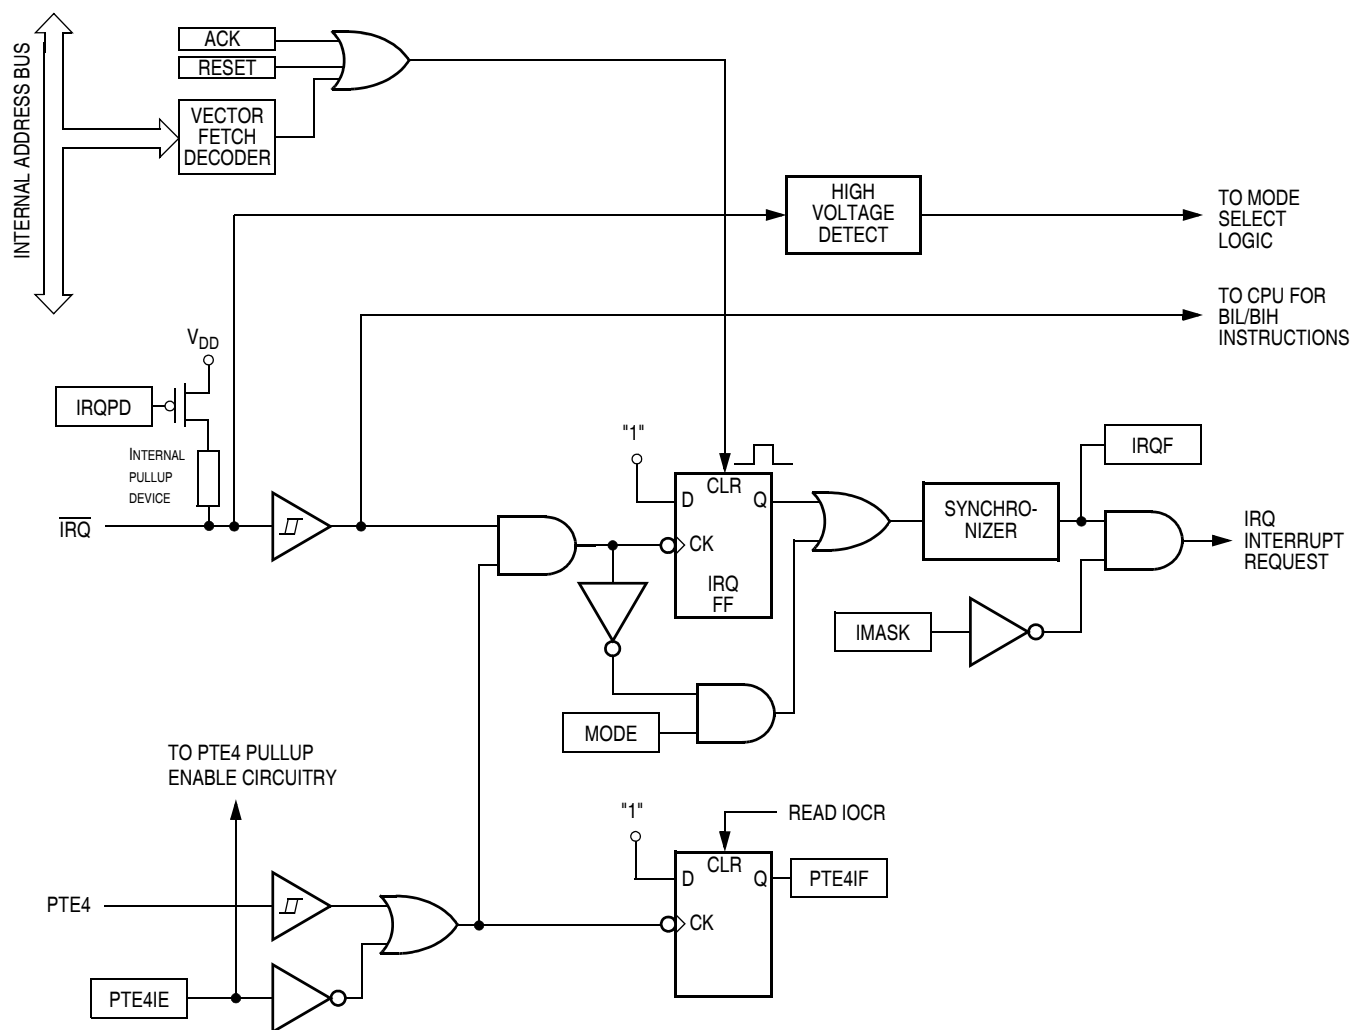 INTERNAL ADDRESS BUS
ACK
RESET
VECTOR
FETCH
DECODER
HIGH
VOLTAGE
DETECT
TO MODE
SELECT
LOGIC
TO CPU FOR
BIL/BIH
INSTRUCTIONS
VDD
IRQPD
INTERNAL
PULLUP
DEVICE
IRQ
"1"
D
CLR
Q
CK
IRQ
FF
SYNCHRO-
NIZER
IRQF
IRQ
INTERRUPT
REQUEST
IMASK
MODE
TO PTE4 PULLUP
ENABLE CIRCUITRY
"1"
READ IOCR
D
CLR
Q
CK
PTE4IF
PTE4
PTE4IE